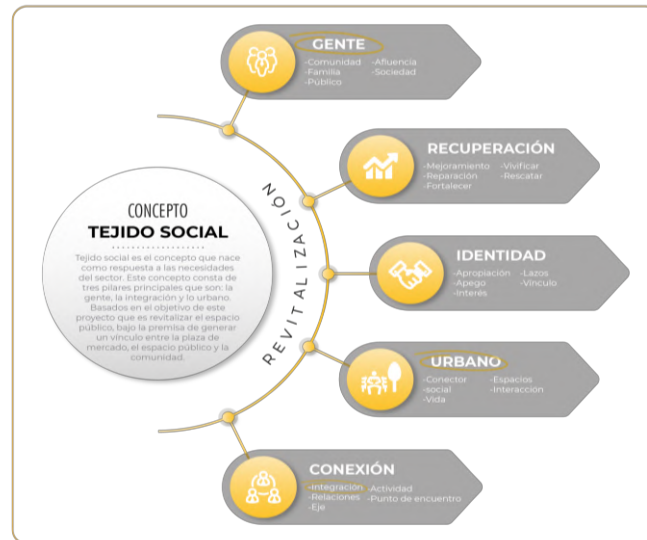 GENTE
-Comunidad -Afluencia
-Familia -Sociedad
-Público
RECUPERACIÓN
-Mejoramiento -Vivificar
-Reparación -Rescatar
-Fortalecer
CONCEPTO
TEJIDO SOCIAL
Tejido social es el concepto que nace
como respuesta a las necesidades
del sector. Este concepto consta de
tres pilares principales que son: la
gente, la integración y lo urbano.
Basados en el objetivo de este
proyecto que es revitalizar el espacio
público, bajo la premisa de generar
un vínculo entre la plaza de
mercado, el espacio público y la
comunidad.
REVITALIZACIÓN
IDENTIDAD
-Apropiación -Lazos
-Apego -Vínculo
-Interés
URBANO
-Conector -Espacios
-social -Interacción
-Vida
CONEXIÓN
-Integración -Actividad
-Relaciones -Punto de encuentro
-Eje